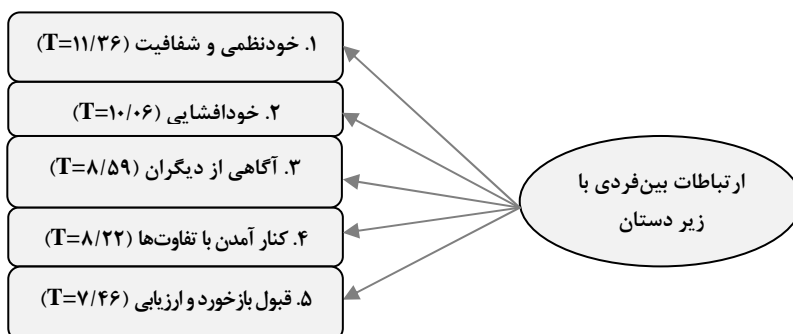 ۱. خودنظمی و شفافیت (T=۱۱/۳۶)
۲. خودافشایی (T=۱۰/۰۶)
۳. آگاهی از دیگران (T=۸/۵۹)
۴. کنار آمدن با تفاوت‌ها (T=۸/۲۲)
۵. قبول بازخورد و ارزیابی (T=۷/۴۶)
ارتباطات بین‌فردی با
زیر دستان